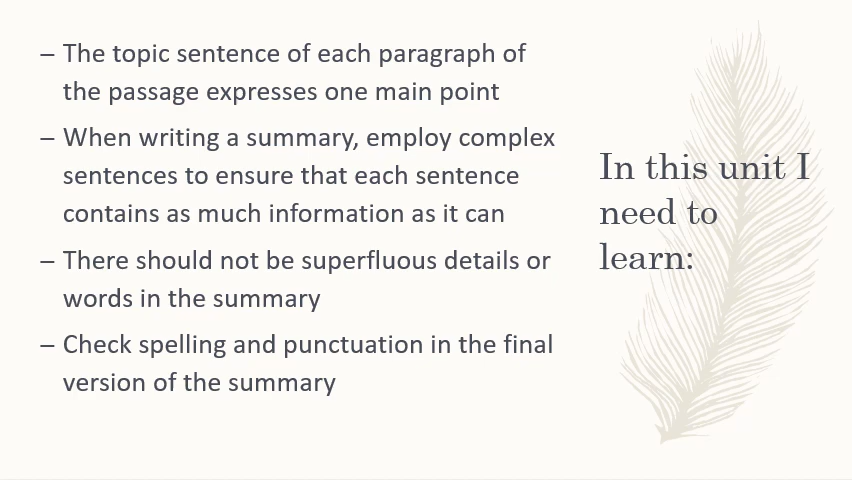 – The topic sentence of each paragraph of
the passage expresses one main point
– When writing a summary, employ complex
sentences to ensure that each sentence
contains as much information as it can
– There should not be superfluous details or
words in the summary
– Check spelling and punctuation in the final
version of the summary
In this unit I
need to
learn: